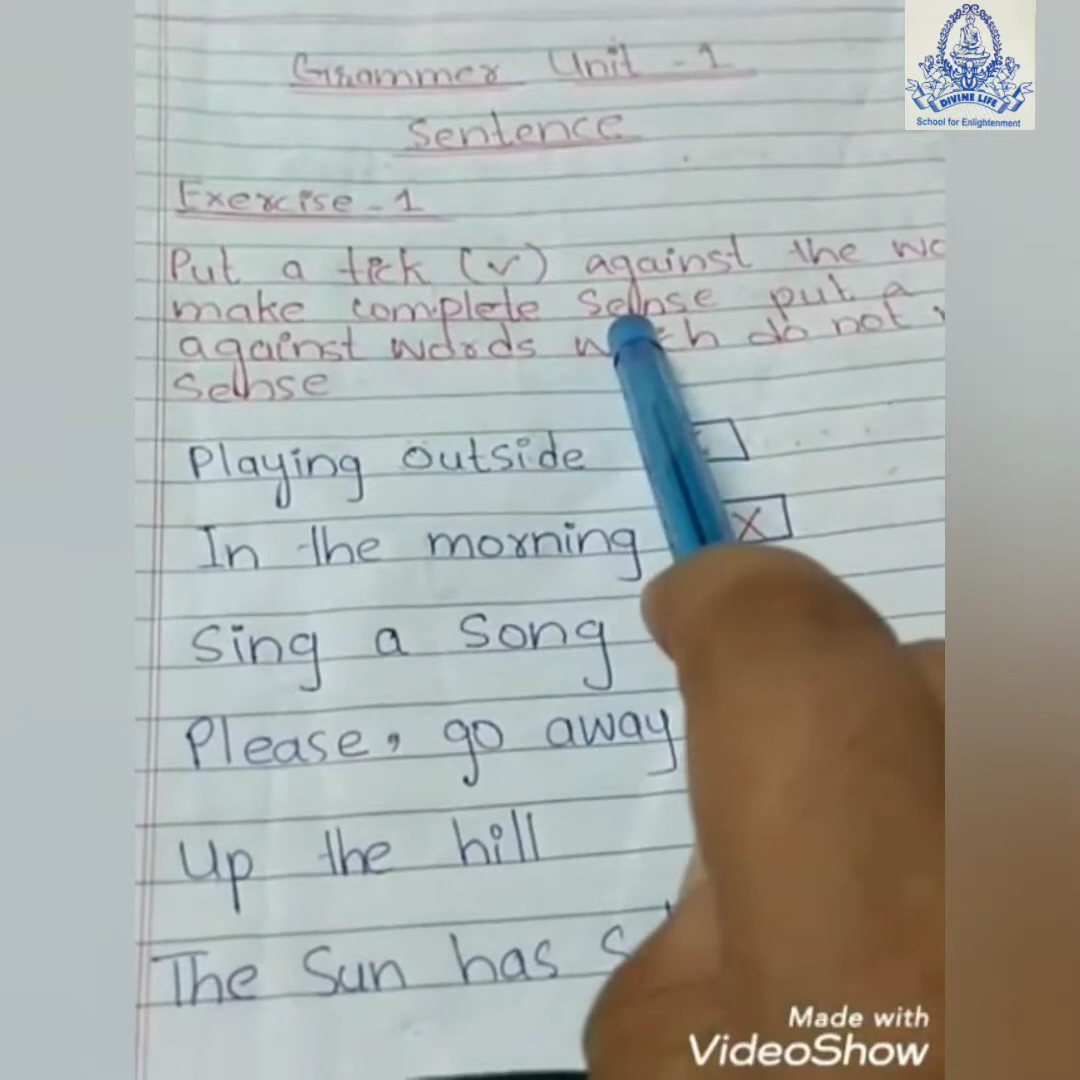 DIVINE LIFE
School for Enlightenment
Grammer Unit - 1
Sentence
Exercise - 1
Put a tick (✓) against the
make complete Sense put a
against words do not
Sense
Playing outside
In the morning X
Sing a Song
Please, go away
Up the hill
The Sun has
Made with
VideoShow